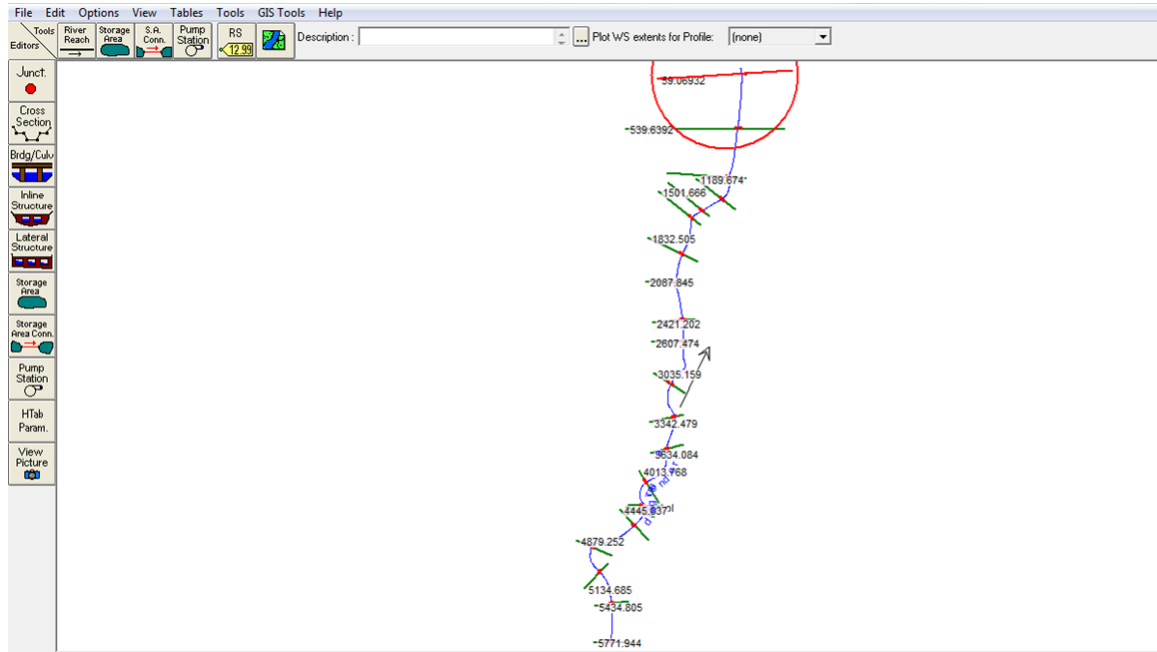 File Edit Options View Tables Tools GIS Tools Help
Tools
Editors
River
Reach
Storage
Area
S.A.
Conn.
Pump
Station
RS
12.99
Description :
...
Plot WS extents for Profile:
(none)
Junct.
Cross
Section
Brdg/Culv
Inline
Structure
Lateral
Structure
Storage
Area
Storage
Area Conn.
Pump
Station
HTab
Param.
View
Picture
59.06932
539.6392
1189.674
1501.666
1832.505
2087.845
2421.202
2607.474
3035.159
3342.479
3634.084
4013.768
4445.937
4879.252
5134.685
5434.805
5771.944